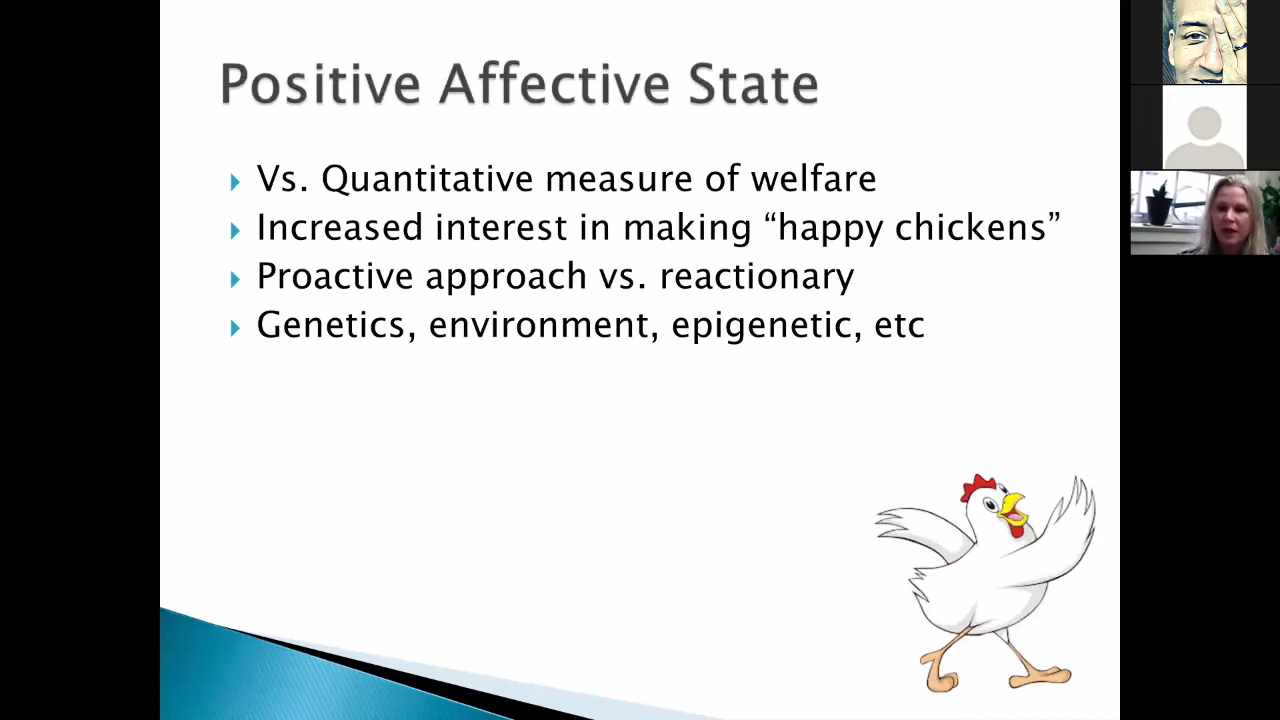 Positive Affective State
Vs. Quantitative measure of welfare
Increased interest in making “happy chickens”
Proactive approach vs. reactionary
Genetics, environment, epigenetic, etc